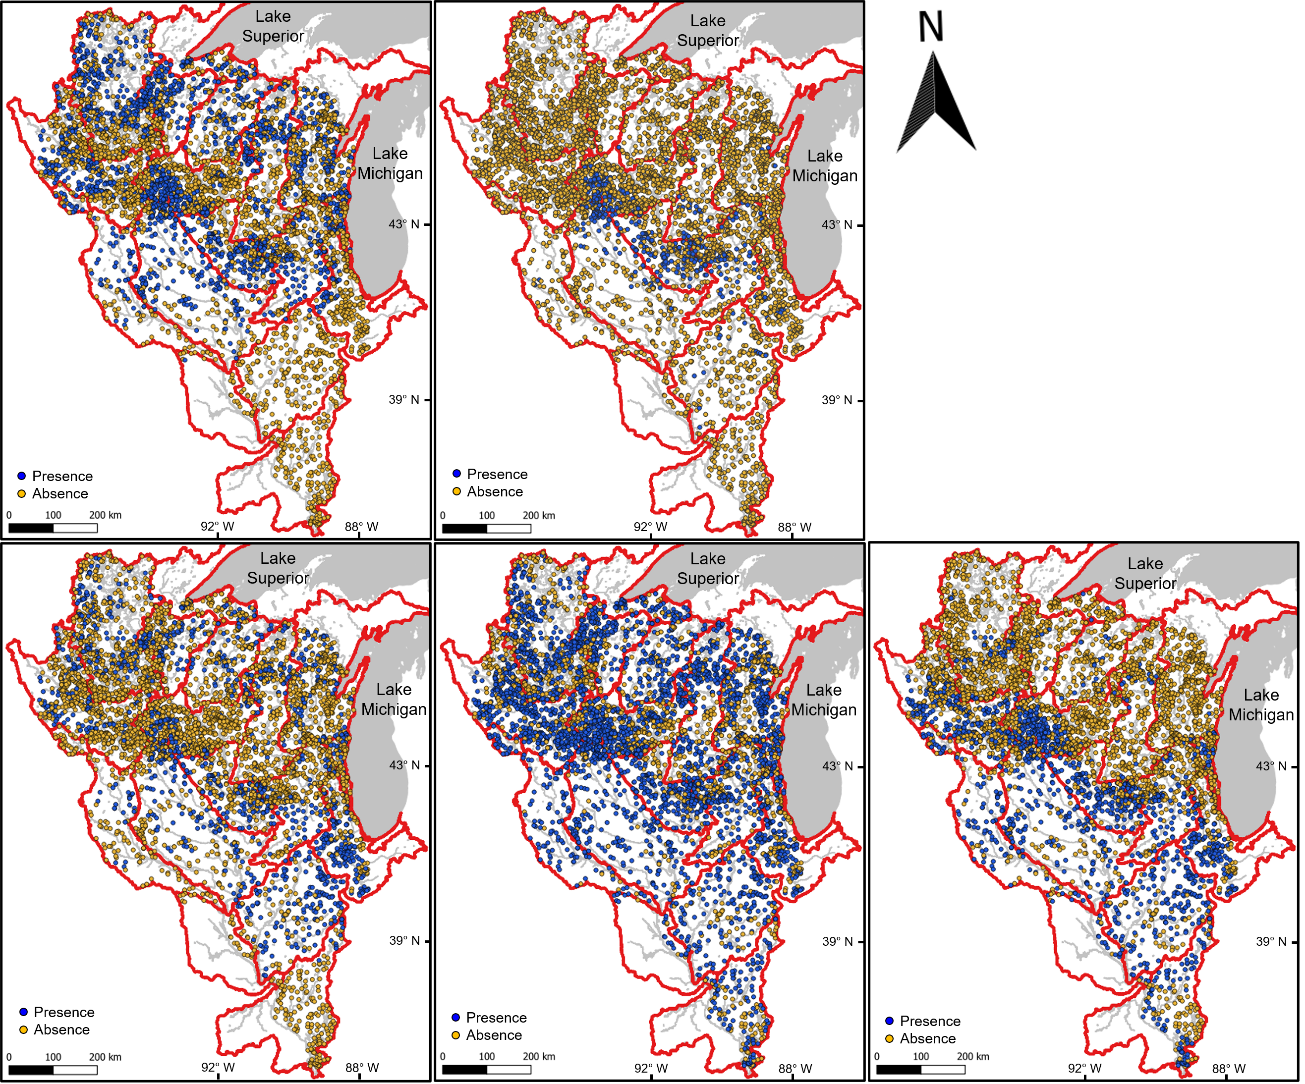 Lake
Superior
Lake
Michigan
43° N
39° N
Presence
Absence
0 100 200 km
92° W
88° W
Lake
Superior
Lake
Michigan
43° N
39° N
Presence
Absence
0 100 200 km
92° W
88° W
N
Lake
Superior
Lake
Michigan
43° N
39° N
Presence
Absence
0 100 200 km
92° W
88° W
Lake
Superior
Lake
Michigan
43° N
39° N
Presence
Absence
0 100 200 km
92° W
88° W
Lake
Superior
Lake
Michigan
43° N
39° N
Presence
Absence
0 100 200 km
92° W
88° W